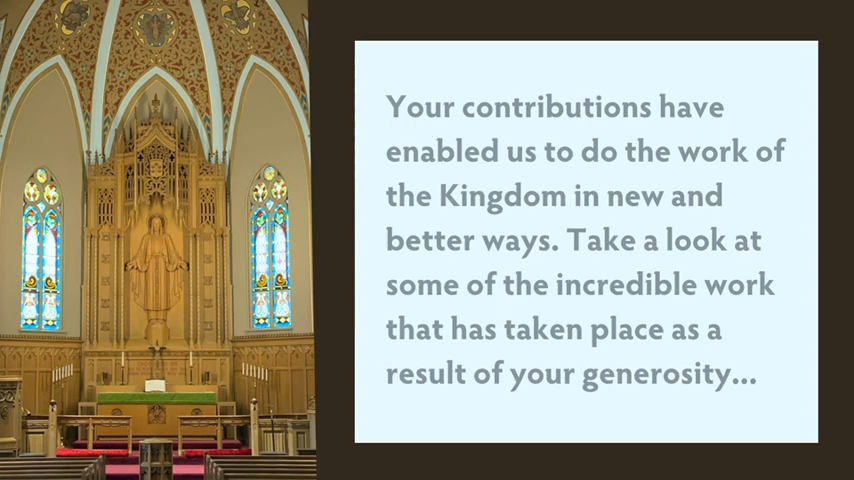 Your contributions have
enabled us to do the work of
the Kingdom in new and
better ways. Take a look at
some of the incredible work
that has taken place as a
result of your generosity...